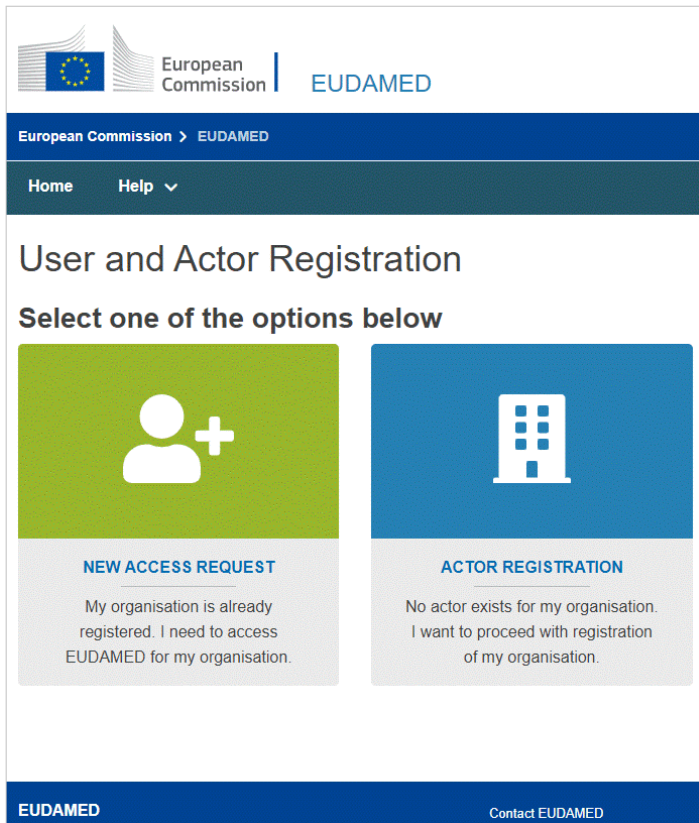 European
Commission
EUDAMED
European Commission > EUDAMED
Home Help
User and Actor Registration
Select one of the options below
NEW ACCESS REQUEST
My organisation is already
registered. I need to access
EUDAMED for my organisation.
ACTOR REGISTRATION
No actor exists for my organisation.
I want to proceed with registration
of my organisation.
EUDAMED
Contact EUDAMED